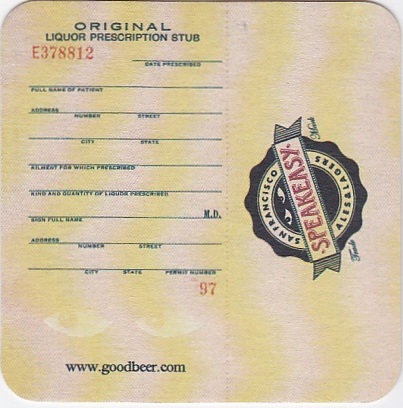 ORIGINAL
LIQUOR PRESCRIPTION STUB
E378812
DATE PRESCRIBED
FULL NAME OF PATIENT
ADDRESS
NUMBER STREET
CITY STATE
AILMENT FOR WHICH PRESCRIBED
KIND AND QUANTITY OF LIQUOR PRESCRIBED
M.D.
SIGN FULL NAME
ADDRESS
NUMBER STREET
CITY STATE PERMIT NUMBER
97
www.goodbeer.com
SAN FRANCISCO
SPEAKEASY
ALES & LAGERS
Trade Mark